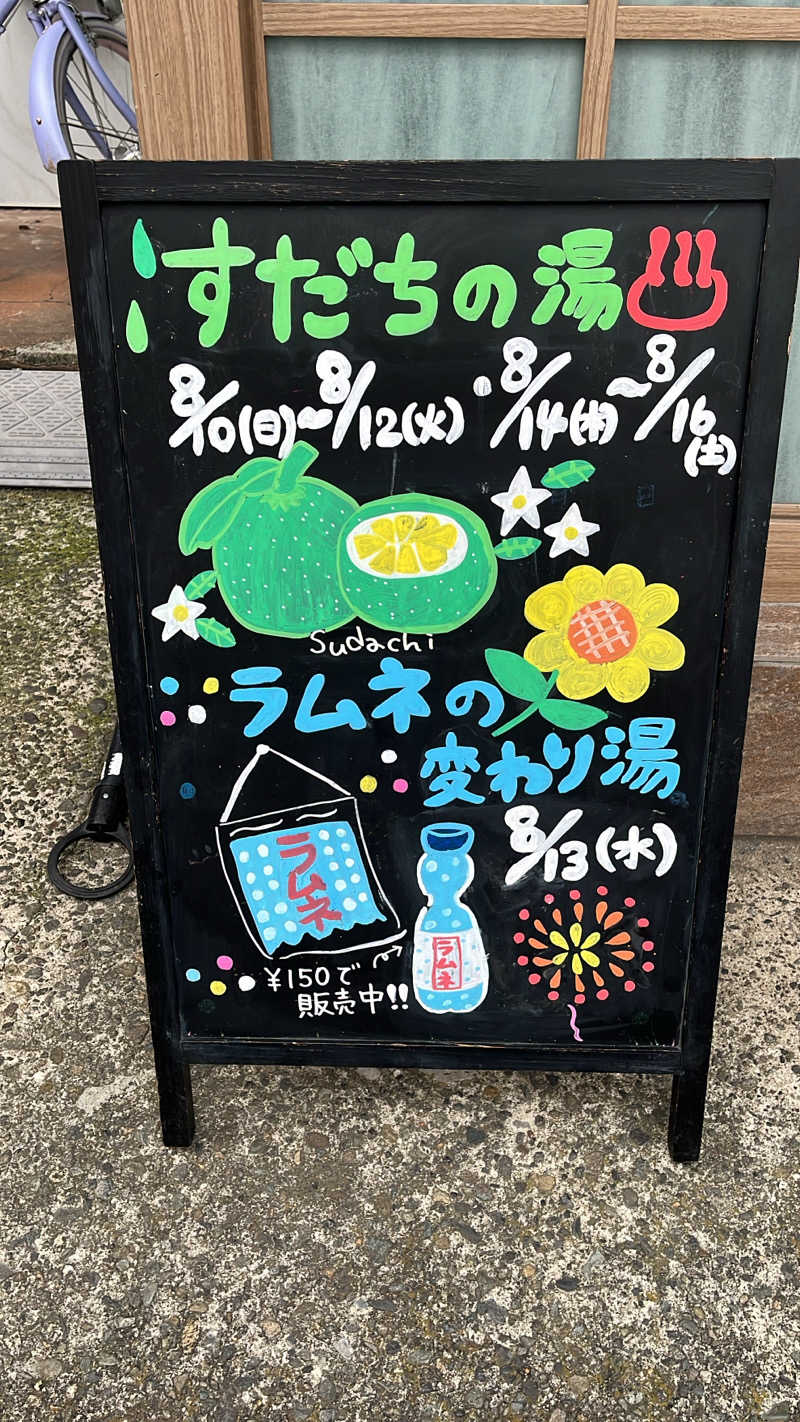 すだちの湯
8/10(日)～8/12(火)・8/14(木)～8/16(土)
Sudachi
ラムネの
変わり湯
8/13(水)
ラムネ
ラムネ
¥150で
販売中!!